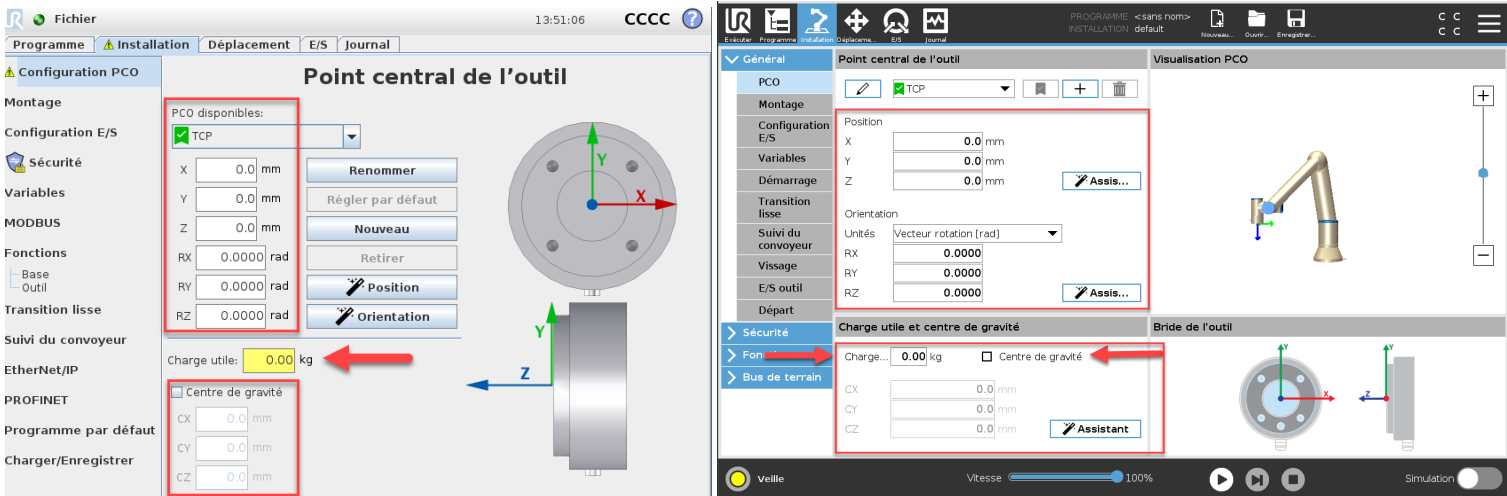 Fichier
13:51:06
CCCC
?
Programme
Installation
Déplacement
E/S
Journal
Configuration PCO
Montage
Configuration E/S
Sécurité
Variables
MODBUS
Fonctions
Base
Outil
Transition lisse
Suivi du convoyeur
EtherNet/IP
PROFINET
Programme par défaut
Charger/Enregistrer
Point central de l'outil
PCO disponibles:
TCP
X 0.0 mm
Y 0.0 mm
Z 0.0 mm
RX 0.0000 rad
RY 0.0000 rad
RZ 0.0000 rad
Renommer
Régler par défaut
Nouveau
Retirer
Position
Orientation
Charge utile: 0.00 kg
Centre de gravité
CX 0.0 mm
CY 0.0 mm
CZ 0.0 mm
Y
X
Y
Z
UR
Exécuter
Programme
Installation
Déplaceme...
E/S
Journal
PROGRAMME <sans nom>
INSTALLATION default
Nouveau...
Ouvrir...
Enregistrer...
C C
C C
Général
PCO
Montage
Configuration
E/S
Variables
Démarrage
Transition
lisse
Suivi du
convoyeur
Vissage
E/S outil
Départ
Sécurité
Bus de terrain
Point central de l'outil
TCP
Position
X 0.0 mm
Y 0.0 mm
Z 0.0 mm
Assis...
Orientation
Unités Vecteur rotation [rad]
RX 0.0000
RY 0.0000
RZ 0.0000
Assis...
Charge utile et centre de gravité
Charge... 0.00 kg
Centre de gravité
CX 0.0 mm
CY 0.0 mm
CZ 0.0 mm
Assistant
Visualisation PCO
Bride de l'outil
Y
X
Y
Z
Veille
Vitesse
100%
Simulation